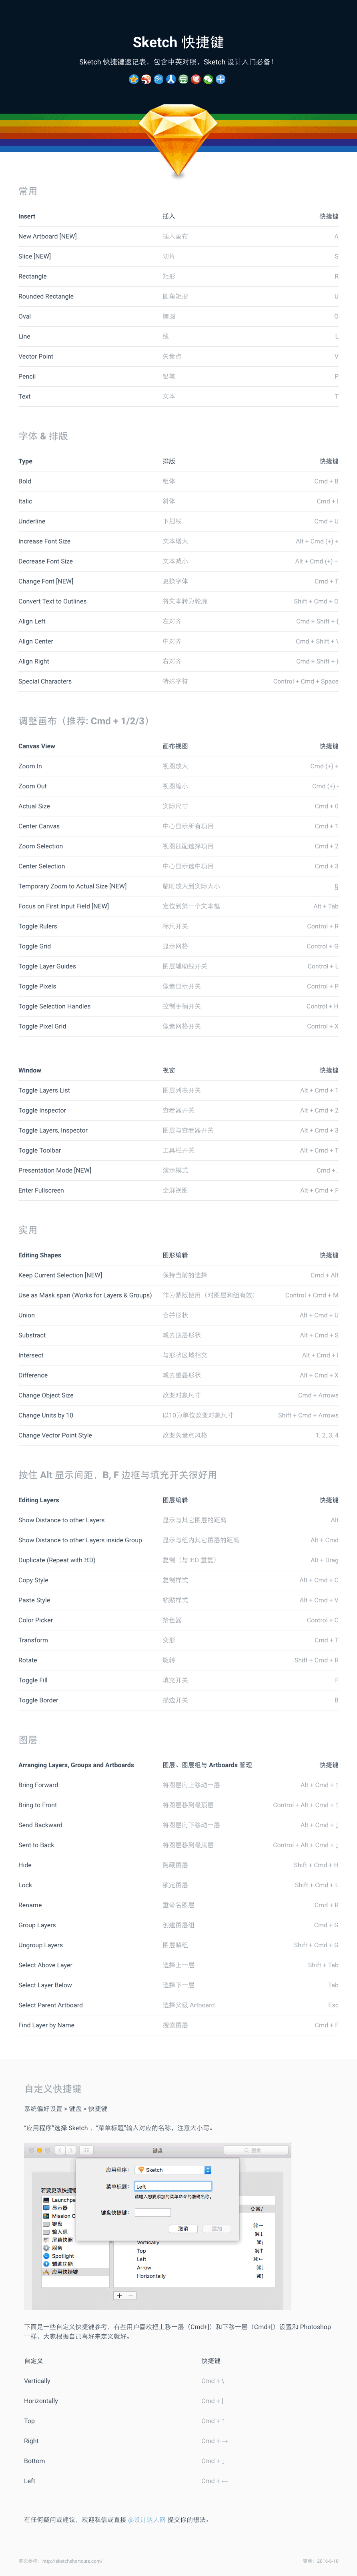 Sketch 快捷键
Sketch 快捷键速记表，包含中英对照，Sketch 设计入门必备！
常用
Insert 插入 快捷键
New Artboard [NEW] 插入画布 A
Slice [NEW] 切片 S
Rectangle 矩形 R
Rounded Rectangle 圆角矩形 U
Oval 椭圆 O
Line 线 L
Vector Point 矢量点 V
Pencil 铅笔 P
Text 文本 T
字体 & 排版
Type 排版 快捷键
Bold 粗体 Cmd + B
Italic 斜体 Cmd + I
Underline 下划线 Cmd + U
Increase Font Size 文本增大 Alt + Cmd (+) +
Decrease Font Size 文本减小 Alt + Cmd (+) −
Change Font [NEW] 更换字体 Cmd + T
Convert Text to Outlines 将文本转为轮廓 Shift + Cmd + O
Align Left 左对齐 Cmd + Shift + {
Align Center 中对齐 Cmd + Shift + \
Align Right 右对齐 Cmd + Shift + }
Special Characters 特殊字符 Control + Cmd + Space
调整画布（推荐: Cmd + 1/2/3）
Canvas View 画布视图 快捷键
Zoom In 视图放大 Cmd (+) +
Zoom Out 视图缩小 Cmd (+) -
Actual Size 实际尺寸 Cmd + 0
Center Canvas 中心显示所有项目 Cmd + 1
Zoom Selection 视图匹配选择项目 Cmd + 2
Center Selection 中心显示选中项目 Cmd + 3
Temporary Zoom to Actual Size [NEW] 临时放大到实际大小
Focus on First Input Field [NEW] 定位到第一个文本框 Alt + Tab
Toggle Rulers 标尺开关 Control + R
Toggle Grid 显示网格 Control + G
Toggle Layer Guides 图层辅助线开关 Control + L
Toggle Pixels 像素显示开关 Control + P
Toggle Selection Handles 控制手柄开关 Control + H
Toggle Pixel Grid 像素网格开关 Control + X
Window 视窗 快捷键
Toggle Layers List 图层列表开关 Alt + Cmd + 1
Toggle Inspector 查看器开关 Alt + Cmd + 2
Toggle Layers, Inspector 图层与查看器开关 Alt + Cmd + 3
Toggle Toolbar 工具栏开关 Alt + Cmd + T
Presentation Mode [NEW] 演示模式 Cmd + .
Enter Fullscreen 全屏视图 Alt + Cmd + F
实用
Editing Shapes 图形编辑 快捷键
Keep Current Selection [NEW] 保持当前的选择 Cmd + Alt
Use as Mask span (Works for Layers & Groups) 作为蒙版使用（对图层和组有效） Control + Cmd + M
Union 合并形状 Alt + Cmd + U
Substract 减去顶层形状 Alt + Cmd + S
Intersect 与形状区域相交 Alt + Cmd + I
Difference 减去重叠形状 Alt + Cmd + X
Change Object Size 改变对象尺寸 Cmd + Arrows
Change Units by 10 以10为单位改变对象尺寸 Shift + Cmd + Arrows
Change Vector Point Style 改变矢量点风格 1, 2, 3, 4
按住 Alt 显示间距，B, F 边框与填充开关很好用
Editing Layers 图层编辑 快捷键
Show Distance to other Layers 显示与其它图层的距离 Alt
Show Distance to other Layers inside Group 显示与组内其它图层的距离 Alt + Cmd
Duplicate (Repeat with ⌘D) 复制（与 ⌘D 重复） Alt + Drag
Copy Style 复制样式 Alt + Cmd + C
Paste Style 粘贴样式 Alt + Cmd + V
Color Picker 拾色器 Control + C
Transform 变形 Cmd + T
Rotate 旋转 Shift + Cmd + R
Toggle Fill 填充开关 F
Toggle Border 描边开关 B
图层
Arranging Layers, Groups and Artboards 图层、图层组与 Artboards 管理 快捷键
Bring Forward 将图层向上移动一层 Alt + Cmd + ↑
Bring to Front 将图层移到最顶层 Control + Alt + Cmd + ↑
Send Backward 将图层向下移动一层 Alt + Cmd + ↓
Sent to Back 将图层移到最底层 Control + Alt + Cmd + ↓
Hide 隐藏图层 Shift + Cmd + H
Lock 锁定图层 Shift + Cmd + L
Rename 重命名图层 Cmd + R
Group Layers 创建图层组 Cmd + G
Ungroup Layers 图层解组 Shift + Cmd + G
Select Above Layer 选择上一层 Shift + Tab
Select Layer Below 选择下一层 Tab
Select Parent Artboard 选择父级 Artboard Esc
Find Layer by Name 搜索图层 Cmd + F
自定义快捷键
系统偏好设置 > 键盘 > 快捷键
“应用程序”选择 Sketch ，“菜单标题”输入对应的名称，注意大小写。
键盘 搜索
应用程序： Sketch
若要更改快捷键
菜单标题： Left
请输入您要添加的菜单命令的准确名称。
键盘快捷键：
取消 添加
Launchpa
显示器
Mission C
键盘
输入源
屏幕快照
服务
Spotlight
辅助功能
应用快捷键
⇧⌘/
Vertically
Top
Left
Arrow
Horizontally
下面是一些自定义快捷键参考，有些用户喜欢把上移一层（Cmd+]）和下移一层（Cmd+[）设置和 Photoshop
一样，大家根据自己喜好来定义就好。
自定义 快捷键
Vertically Cmd + \
Horizontally Cmd + ]
Top Cmd + ↑
Right Cmd + →
Bottom Cmd + ↓
Left Cmd + ←
有任何疑问或建议，欢迎私信或直接 @设计达人网 提交你的想法。
英文参考：http://sketchshortcuts.com/ 更新：2016-6-10